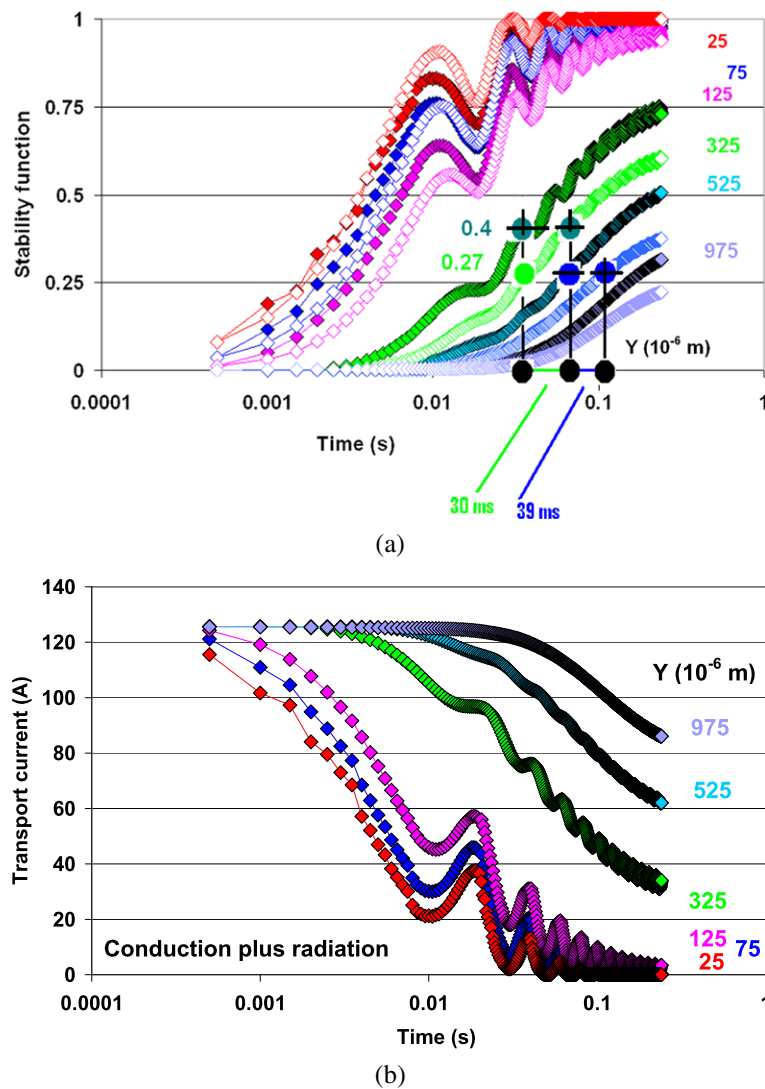 1
0.75
0.5
0.25
0
Stability function
25
75
125
325
525
975
0.4
0.27
Y (10⁻⁶ m)
0.0001 0.001 0.01 0.1 1
Time (s)
30 ms 39 ms
(a)
140
120
100
80
60
40
20
0
Transport current (A)
Y (10⁻⁶ m)
975
525
325
125 75
25
Conduction plus radiation
0.0001 0.001 0.01 0.1 1
Time (s)
(b)